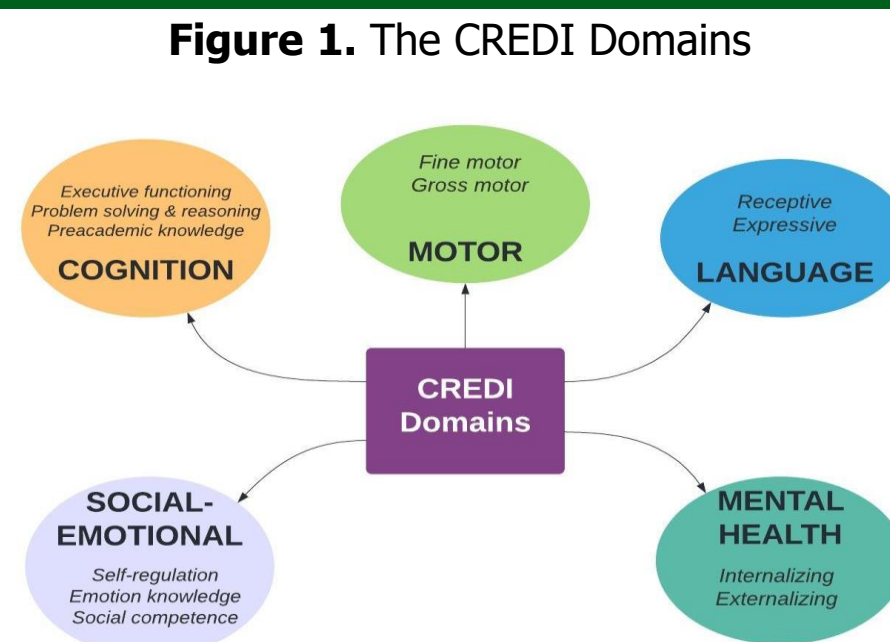 Figure 1. The CREDI Domains
Executive functioning
Problem solving & reasoning
Preacademic knowledge
COGNITION
Fine motor
Gross motor
MOTOR
Receptive
Expressive
LANGUAGE
CREDI
Domains
SOCIAL-
EMOTIONAL
Self-regulation
Emotion knowledge
Social competence
MENTAL
HEALTH
Internalizing
Externalizing